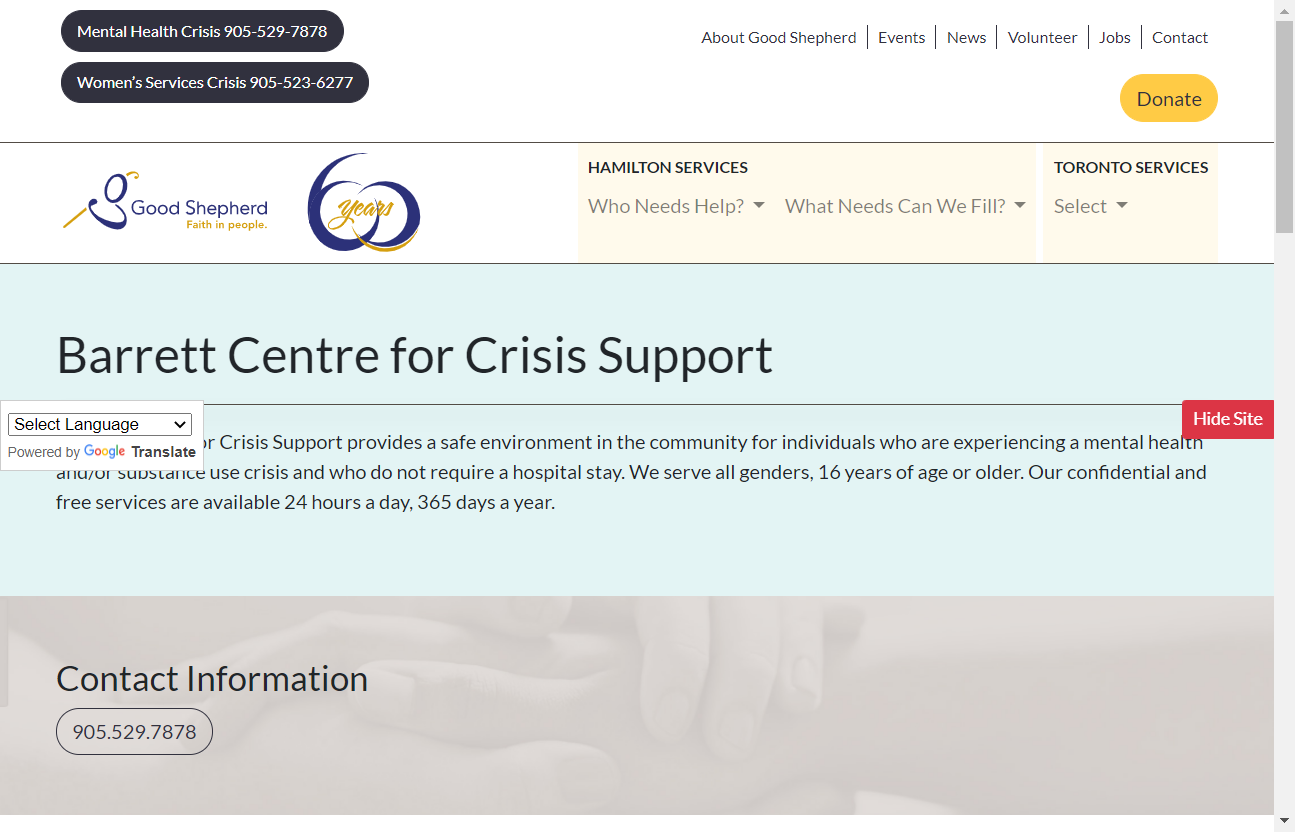 Mental Health Crisis 905-529-7878
Women’s Services Crisis 905-523-6277
About Good Shepherd
Events
News
Volunteer
Jobs
Contact
Donate
Good Shepherd
Faith in people.
60 years
HAMILTON SERVICES
Who Needs Help?
What Needs Can We Fill?
TORONTO SERVICES
Select
Barrett Centre for Crisis Support
Select Language
Powered by Google Translate
Hide Site
or Crisis Support provides a safe environment in the community for individuals who are experiencing a mental health
and/or substance use crisis and who do not require a hospital stay. We serve all genders, 16 years of age or older. Our confidential and
free services are available 24 hours a day, 365 days a year.
Contact Information
905.529.7878